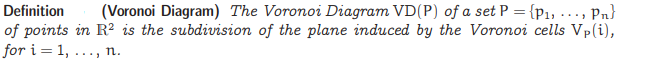 Definition (Voronoi Diagram) The Voronoi Diagram VD(P) of a set P = {p₁, ..., pₙ}
of points in ℝ² is the subdivision of the plane induced by the Voronoi cells V_P(i),
for i = 1, ..., n.